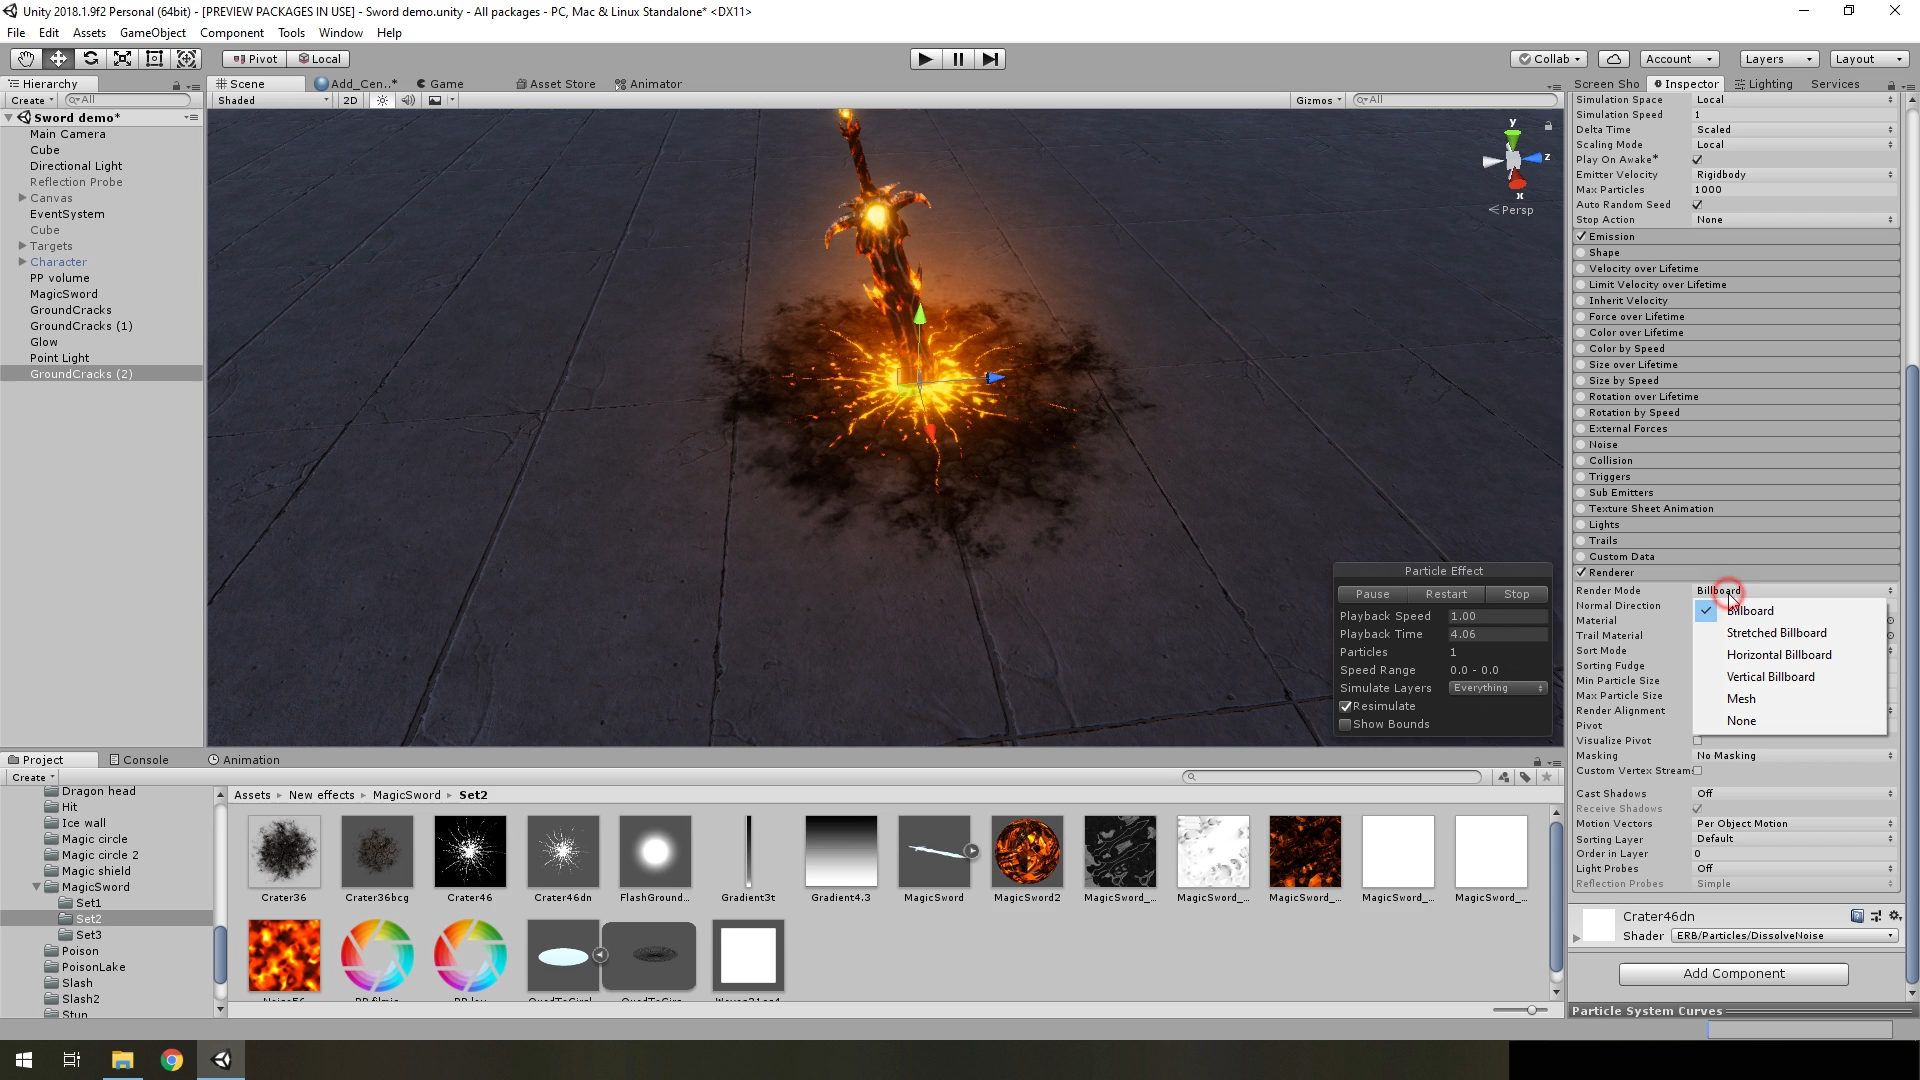 Unity 2018.1.9f2 Personal (64bit) - [PREVIEW PACKAGES IN USE] - Sword demo.unity - All packages - PC, Mac & Linux Standalone* <DX11>
File Edit Assets GameObject Component Tools Window Help
Pivot Local
Collab Account Layers Layout
Hierarchy
Create All
Sword demo*
Main Camera
Cube
Directional Light
Reflection Probe
Canvas
EventSystem
Cube
Targets
Character
PP volume
MagicSword
GroundCracks
GroundCracks (1)
Glow
Point Light
GroundCracks (2)
Scene Add_Cen..* Game Asset Store Animator
Shaded 2D Gizmos All
y
z
x
Persp
Particle Effect
Pause Restart Stop
Playback Speed 1.00
Playback Time 4.06
Particles 1
Speed Range 0.0 - 0.0
Simulate Layers Everything
Resimulate
Show Bounds
Screen Sho Inspector Lighting Services
Simulation Space Local
Simulation Speed 1
Delta Time Scaled
Scaling Mode Local
Play On Awake*
Emitter Velocity Rigidbody
Max Particles 1000
Auto Random Seed
Stop Action None
Emission
Shape
Velocity over Lifetime
Limit Velocity over Lifetime
Inherit Velocity
Force over Lifetime
Color over Lifetime
Color by Speed
Size over Lifetime
Size by Speed
Rotation over Lifetime
Rotation by Speed
External Forces
Noise
Collision
Triggers
Sub Emitters
Texture Sheet Animation
Lights
Trails
Custom Data
Renderer
Render Mode Billboard
Normal Direction
Material
Trail Material
Sort Mode
Sorting Fudge
Min Particle Size
Max Particle Size
Render Alignment
Pivot
Billboard
Stretched Billboard
Horizontal Billboard
Vertical Billboard
Mesh
None
Visualize Pivot
Masking No Masking
Custom Vertex Streams
Cast Shadows Off
Receive Shadows
Motion Vectors Per Object Motion
Sorting Layer Default
Order in Layer 0
Light Probes Off
Reflection Probes Simple
Crater46dn
Shader ERB/Particles/DissolveNoise
Add Component
Particle System Curves
Project Console Animation
Create
Dragon head
Hit
Ice wall
Magic circle
Magic circle 2
Magic shield
MagicSword
Set1
Set2
Set3
Poison
PoisonLake
Slash
Slash2
Stun
Assets New effects MagicSword Set2
Crater36 Crater36bcg Crater46 Crater46dn FlashGround... Gradient3t Gradient4.3 MagicSword MagicSword2 MagicSword_... MagicSword_... MagicSword_... MagicSword_... MagicSword_...